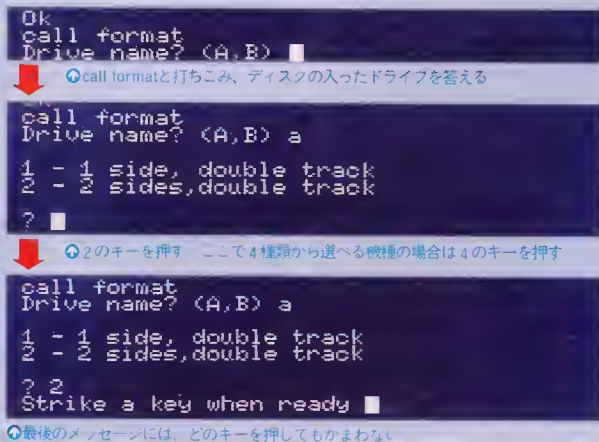 Ok
call format
Drive name? (A,B)
call formatと打ちこみ、ディスクの入ったドライブを答える
call format
Drive name? (A,B) a
1 - 1 side, double track
2 - 2 sides,double track
?
2のキーを押す ここで4種類から選べる機種の場合は4のキーを押す
call format
Drive name? (A,B) a
1 - 1 side, double track
2 - 2 sides,double track
? 2
Strike a key when ready
最後のメッセージには、どのキーを押してもかまわない